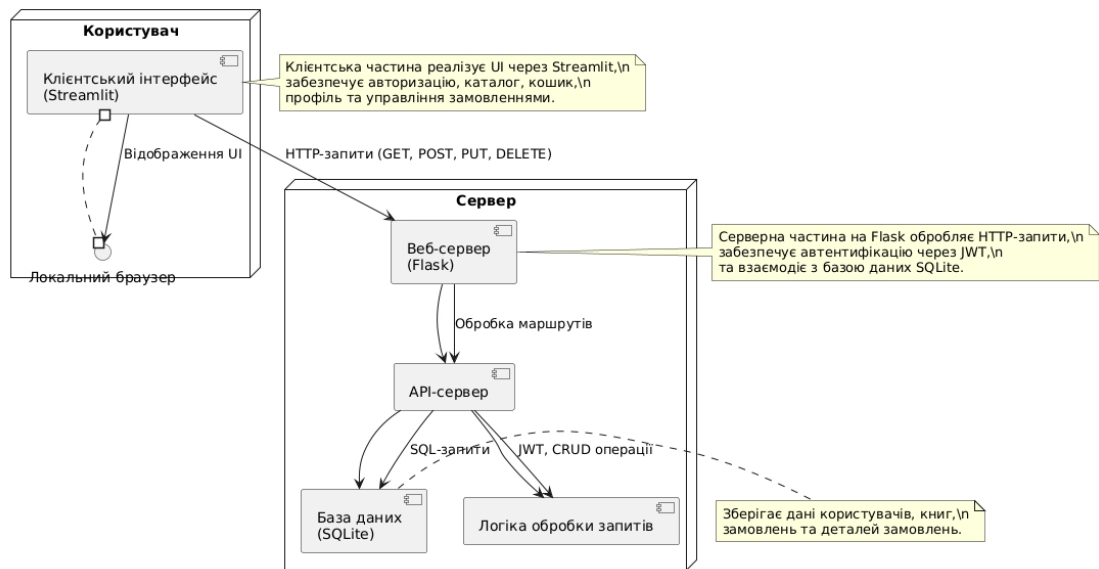 Користувач
Клієнтський інтерфейс
(Streamlit)
Клієнтська частина реалізує UI через Streamlit,\n
забезпечує авторизацію, каталог, кошик,\n
профіль та управління замовленнями.
Відображення UI
HTTP-запити (GET, POST, PUT, DELETE)
Локальний браузер
Сервер
Веб-сервер
(Flask)
Серверна частина на Flask обробляє HTTP-запити,\n
забезпечує автентифікацію через JWT,\n
та взаємодіє з базою даних SQLite.
Обробка маршрутів
API-сервер
SQL-запити
JWT, CRUD операції
База даних
(SQLite)
Логіка обробки запитів
Зберігає дані користувачів, книг,\n
замовлень та деталей замовлень.